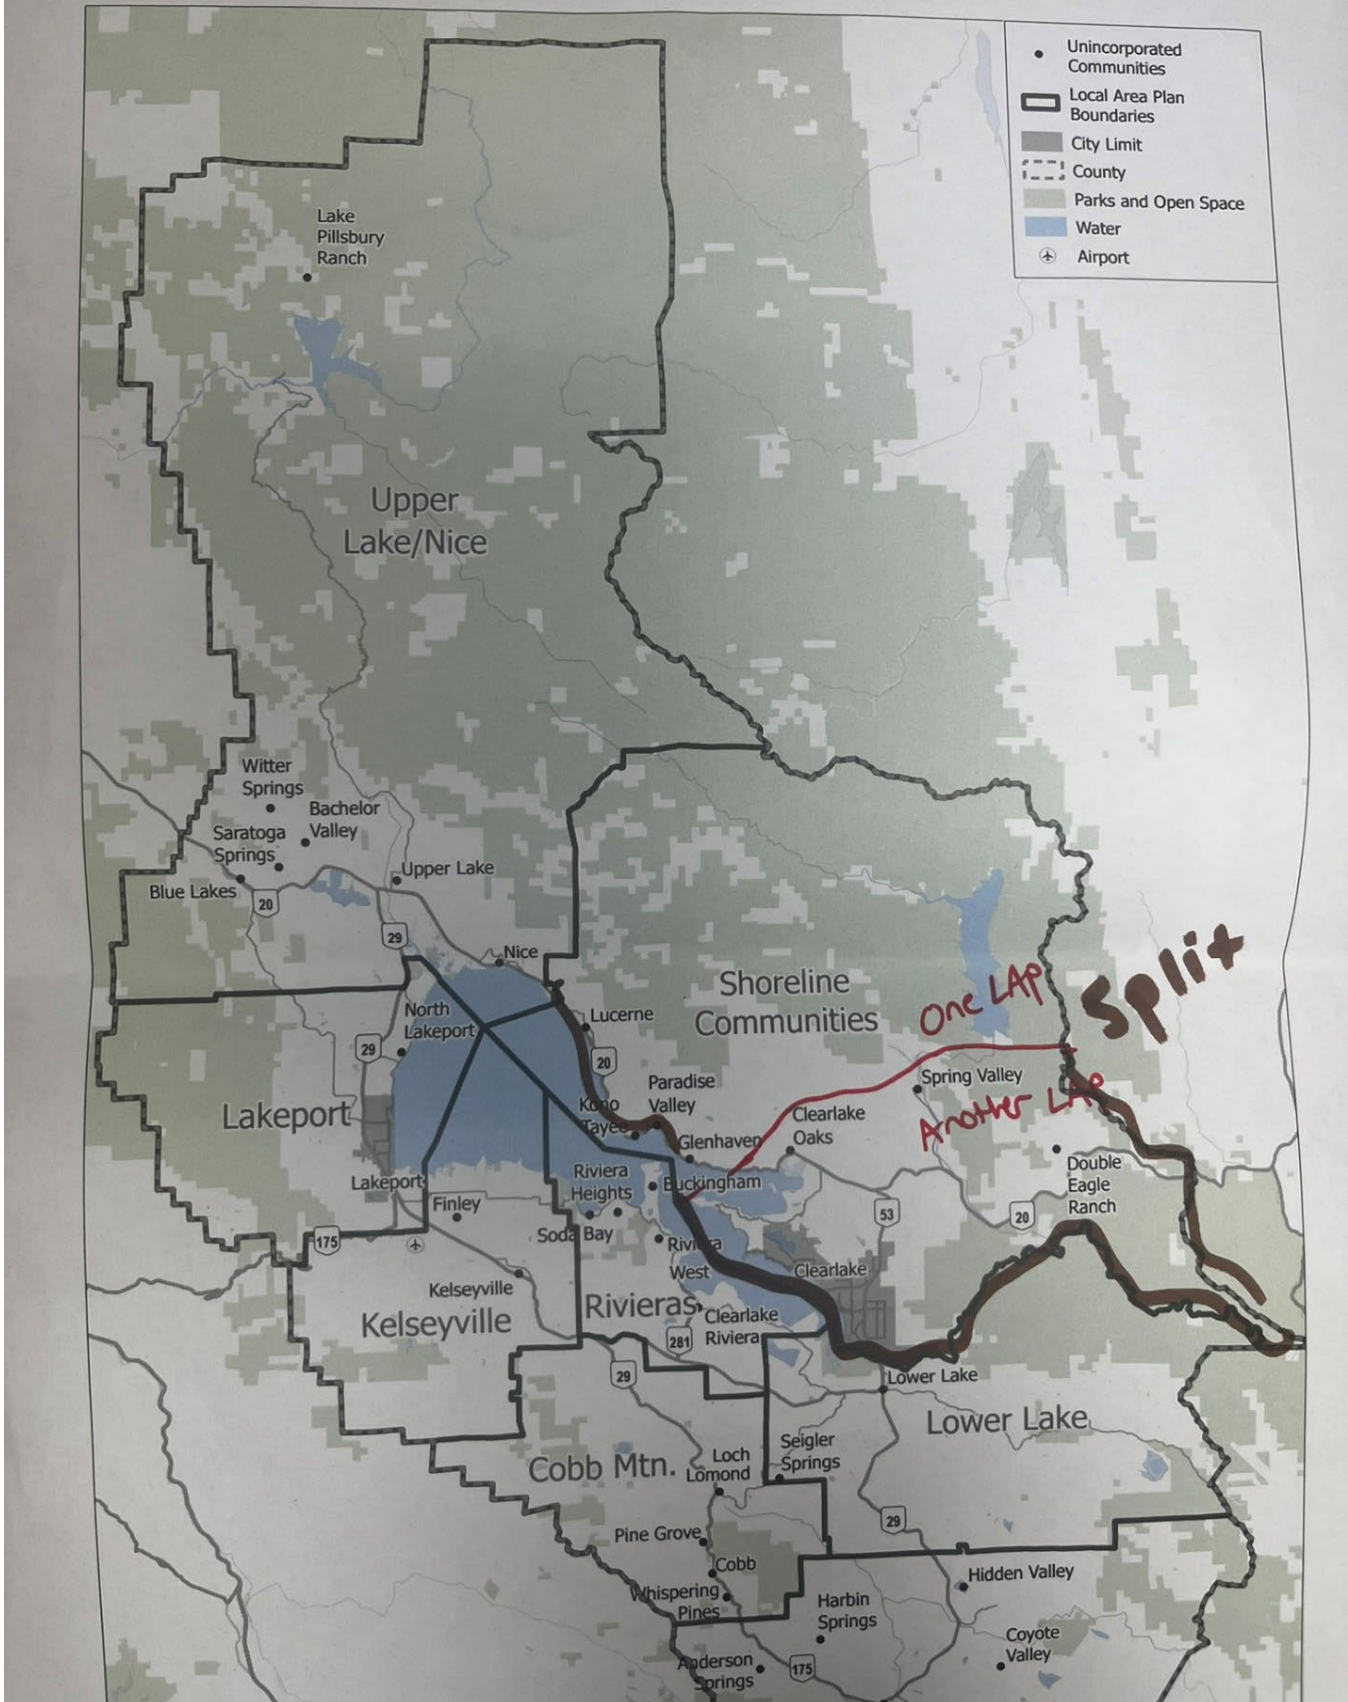 Unincorporated
Communities
Local Area Plan
Boundaries
City Limit
County
Parks and Open Space
Water
Airport
Lake
Pillsbury
Ranch
Upper
Lake/Nice
Witter
Springs
Bachelor
Valley
Saratoga
Springs
Upper Lake
Blue Lakes
20
29
Nice
Shoreline
Communities
One LAP
Split
North
Lakeport
Lucerne
29
20
Spring Valley
Another LAP
Paradise
Valley
Kono
Tayee
Clearlake
Oaks
Lakeport
Glenhaven
Double
Eagle
Ranch
Riviera
Heights
Buckingham
Lakeport
Finley
53
20
Soda Bay
175
Riviera
West
Clearlake
Kelseyville
Rivieras
Clearlake
Riviera
Kelseyville
281
29
Lower Lake
Lower Lake
Seigler
Springs
Cobb Mtn.
Loch
Lomond
29
Pine Grove
Cobb
Hidden Valley
Whispering
Pines
Harbin
Springs
Coyote
Valley
Anderson
Springs
175